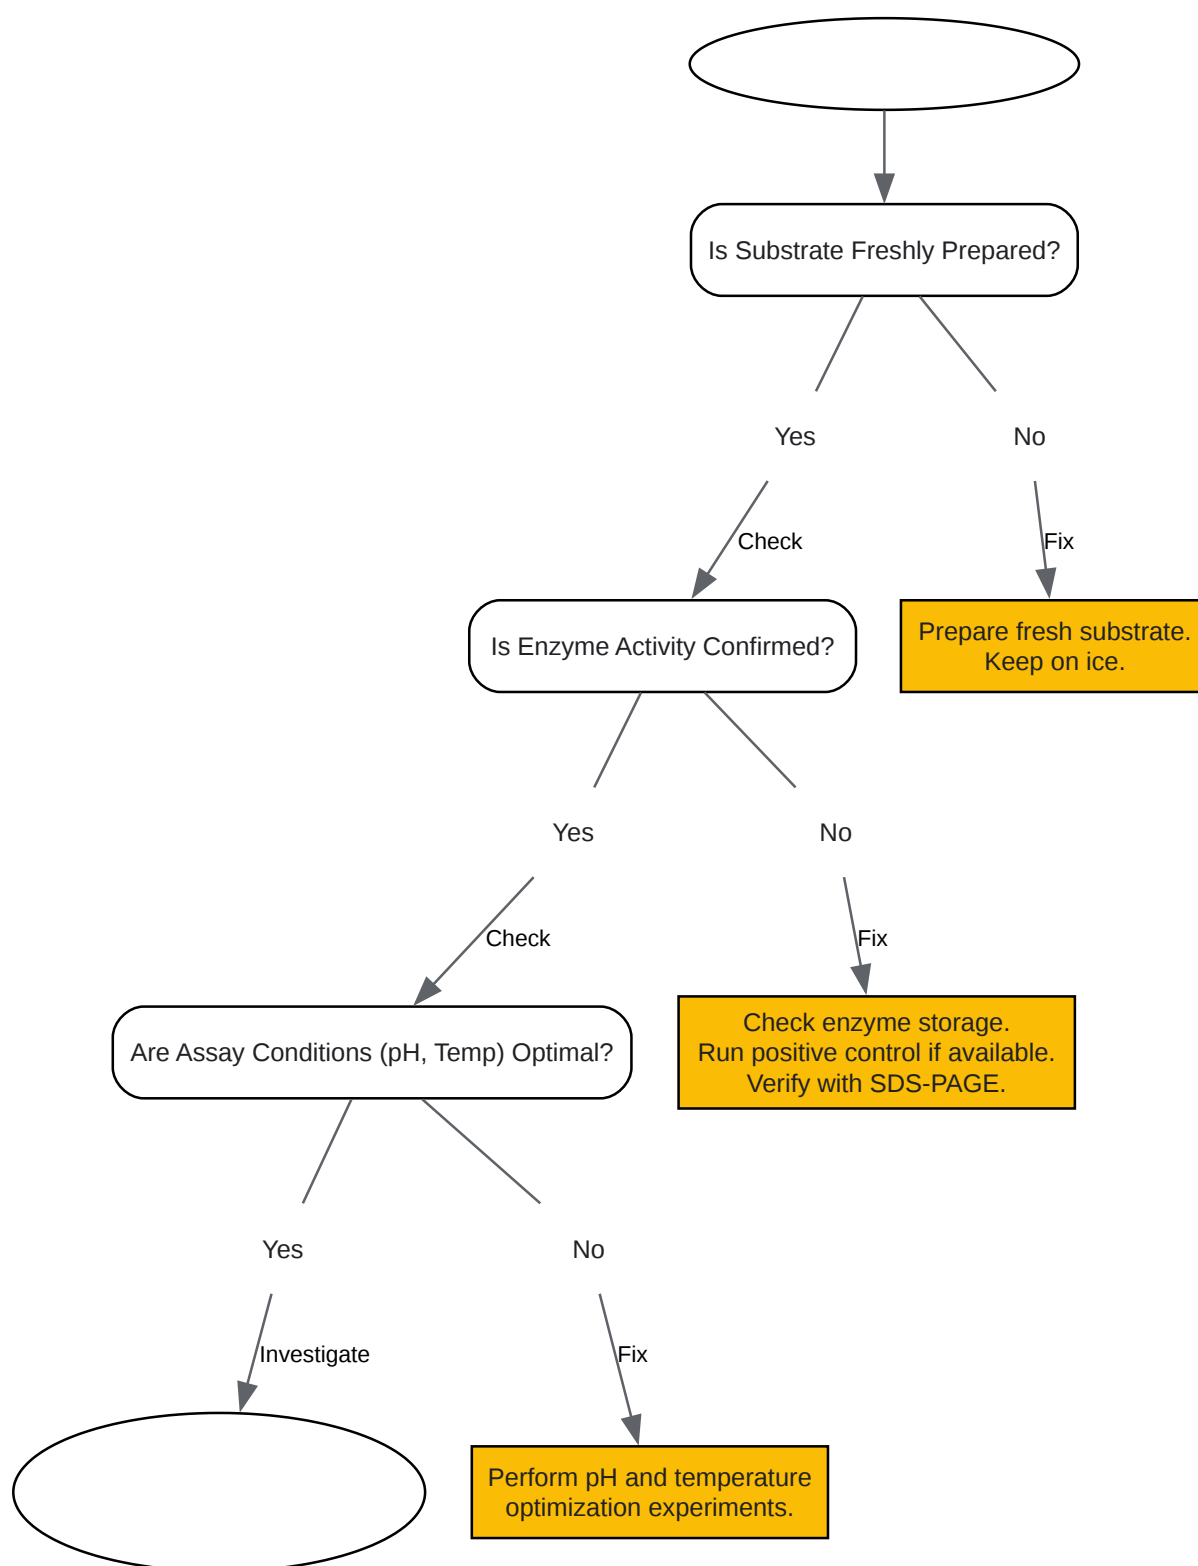 Is Substrate Freshly Prepared?
Yes
No
Check
Fix
Is Enzyme Activity Confirmed?
Prepare fresh substrate.
Keep on ice.
Yes
No
Check
Fix
Are Assay Conditions (pH, Temp) Optimal?
Check enzyme storage.
Run positive control if available.
Verify with SDS-PAGE.
Yes
No
Investigate
Fix
Perform pH and temperature
optimization experiments.